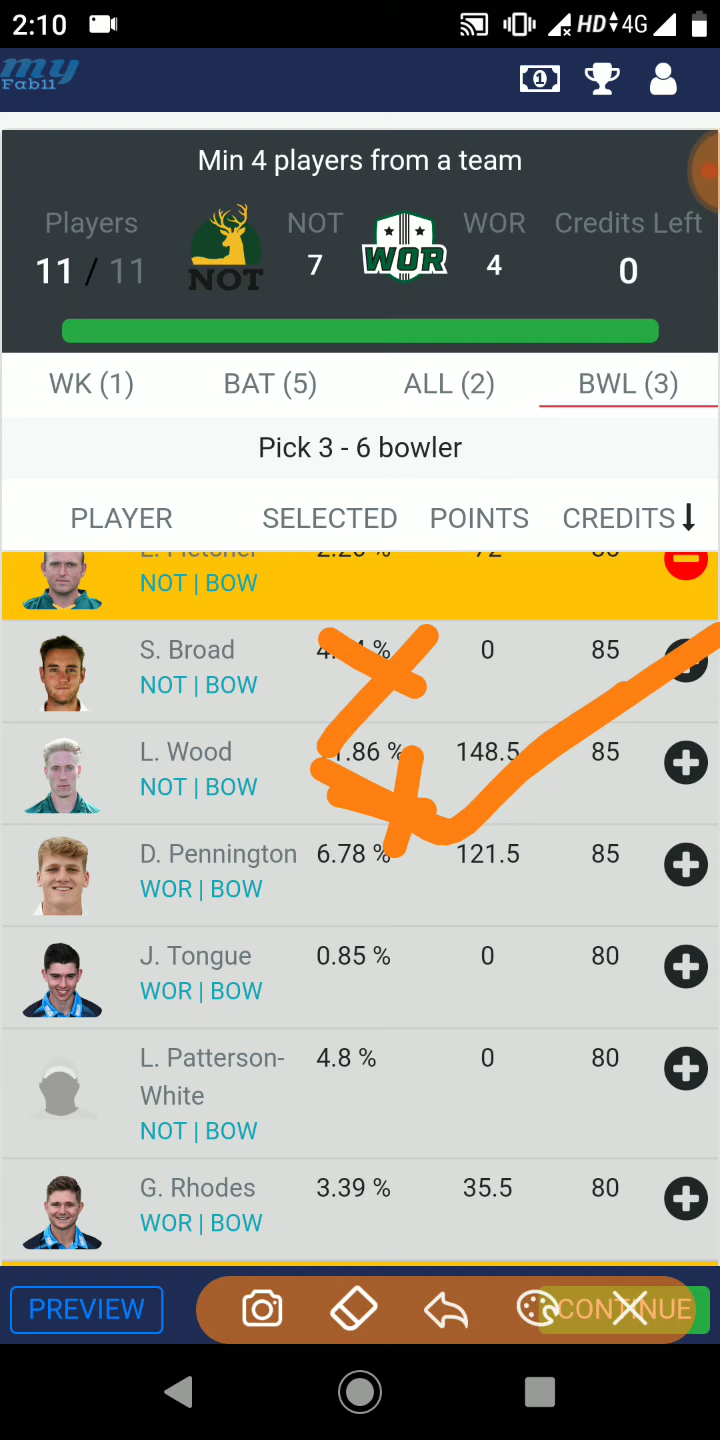 2:10 HD 4G
my
Fab11
1
Min 4 players from a team
Players NOT WOR Credits Left
11 / 11 NOT 7 WOR 4 0
WK (1) BAT (5) ALL (2) BWL (3)
Pick 3 - 6 bowler
PLAYER SELECTED POINTS CREDITS
NOT | BOW
S. Broad 0 85
NOT | BOW
L. Wood .86 % 148.5 85
NOT | BOW
D. Pennington 6.78 % 121.5 85
WOR | BOW
J. Tongue 0.85 % 0 80
WOR | BOW
L. Patterson- 4.8 % 0 80
White
NOT | BOW
G. Rhodes 3.39 % 35.5 80
WOR | BOW
PREVIEW CONTINUE